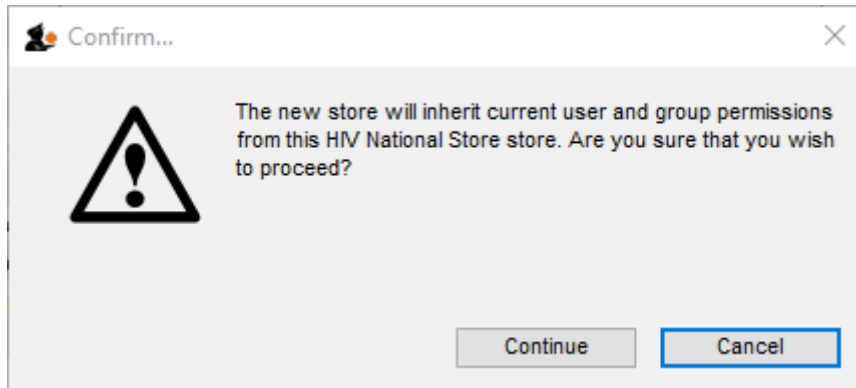 Confirm...
The new store will inherit current user and group permissions
from this HIV National Store store. Are you sure that you wish
to proceed?
Continue
Cancel